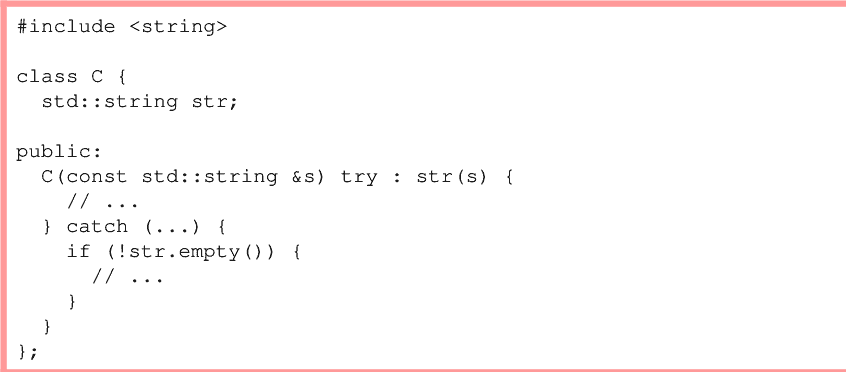 #include <string>

class C {
  std::string str;

public:
  C(const std::string &s) try : str(s) {
    // ...
  } catch (...) {
    if (!str.empty()) {
      // ...
    }
  }
};